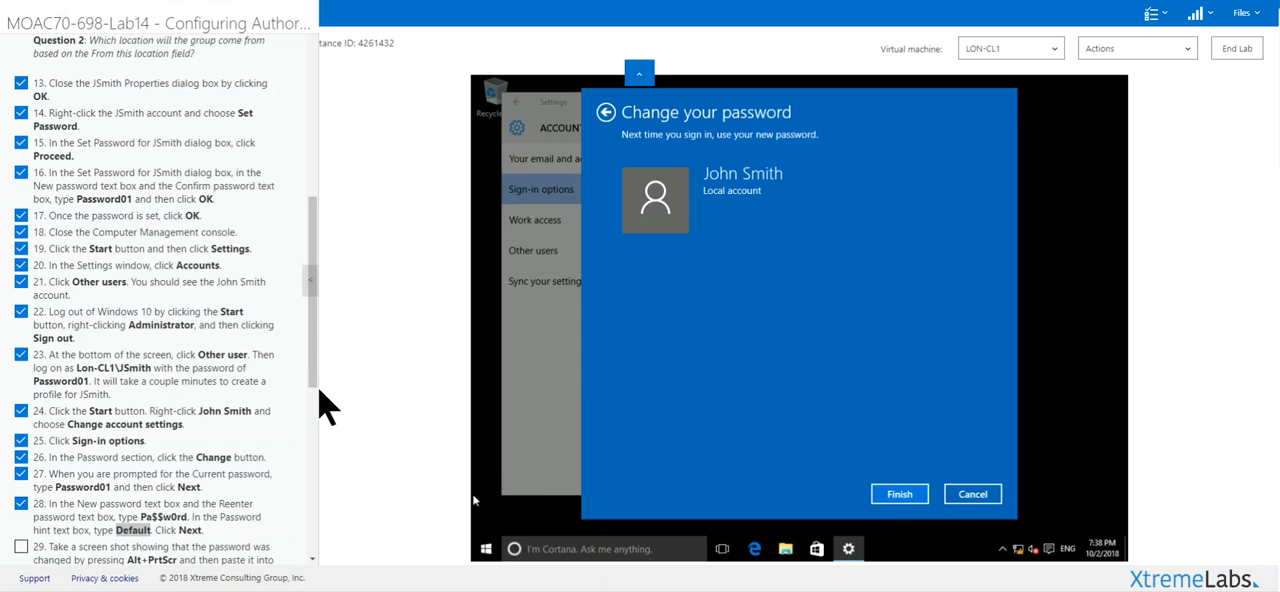 MOAC70-698-Lab14 - Configuring Author...
Files
Question 2: Which location will the group come from
based on the From this location field?
tance ID: 4261432
Virtual machine:
LON-CL1
Actions
End Lab
13. Close the JSmith Properties dialog box by clicking
OK.
14. Right-click the JSmith account and choose Set
Password.
15. In the Set Password for JSmith dialog box, click
Proceed.
16. In the Set Password for JSmith dialog box, in the
New password text box and the Confirm password text
box, type Password01 and then click OK.
17. Once the password is set, click OK.
18. Close the Computer Management console.
19. Click the Start button and then click Settings.
20. In the Settings window, click Accounts.
21. Click Other users. You should see the John Smith
account.
22. Log out of Windows 10 by clicking the Start
button, right-clicking Administrator, and then clicking
Sign out.
23. At the bottom of the screen, click Other user. Then
log on as Lon-CL1\JSmith with the password of
Password01. It will take a couple minutes to create a
profile for JSmith.
24. Click the Start button. Right-click John Smith and
choose Change account settings.
25. Click Sign-in options.
26. In the Password section, click the Change button.
27. When you are prompted for the Current password,
type Password01 and then click Next.
28. In the New password text box and the Reenter
password text box, type Pa$$w0rd. In the Password
hint text box, type Default. Click Next.
29. Take a screen shot showing that the password was
changed by pressing Alt+PrtScr and then paste it into
Recycle
Settings
ACCOUN
Your email and a
Sign-in options
Work access
Other users
Sync your setting
Change your password
Next time you sign in, use your new password.
John Smith
Local account
Finish
Cancel
I'm Cortana. Ask me anything.
ENG
7:38 PM
10/2/2018
Support
Privacy & cookies
© 2018 Xtreme Consulting Group, Inc.
XtremeLabs.